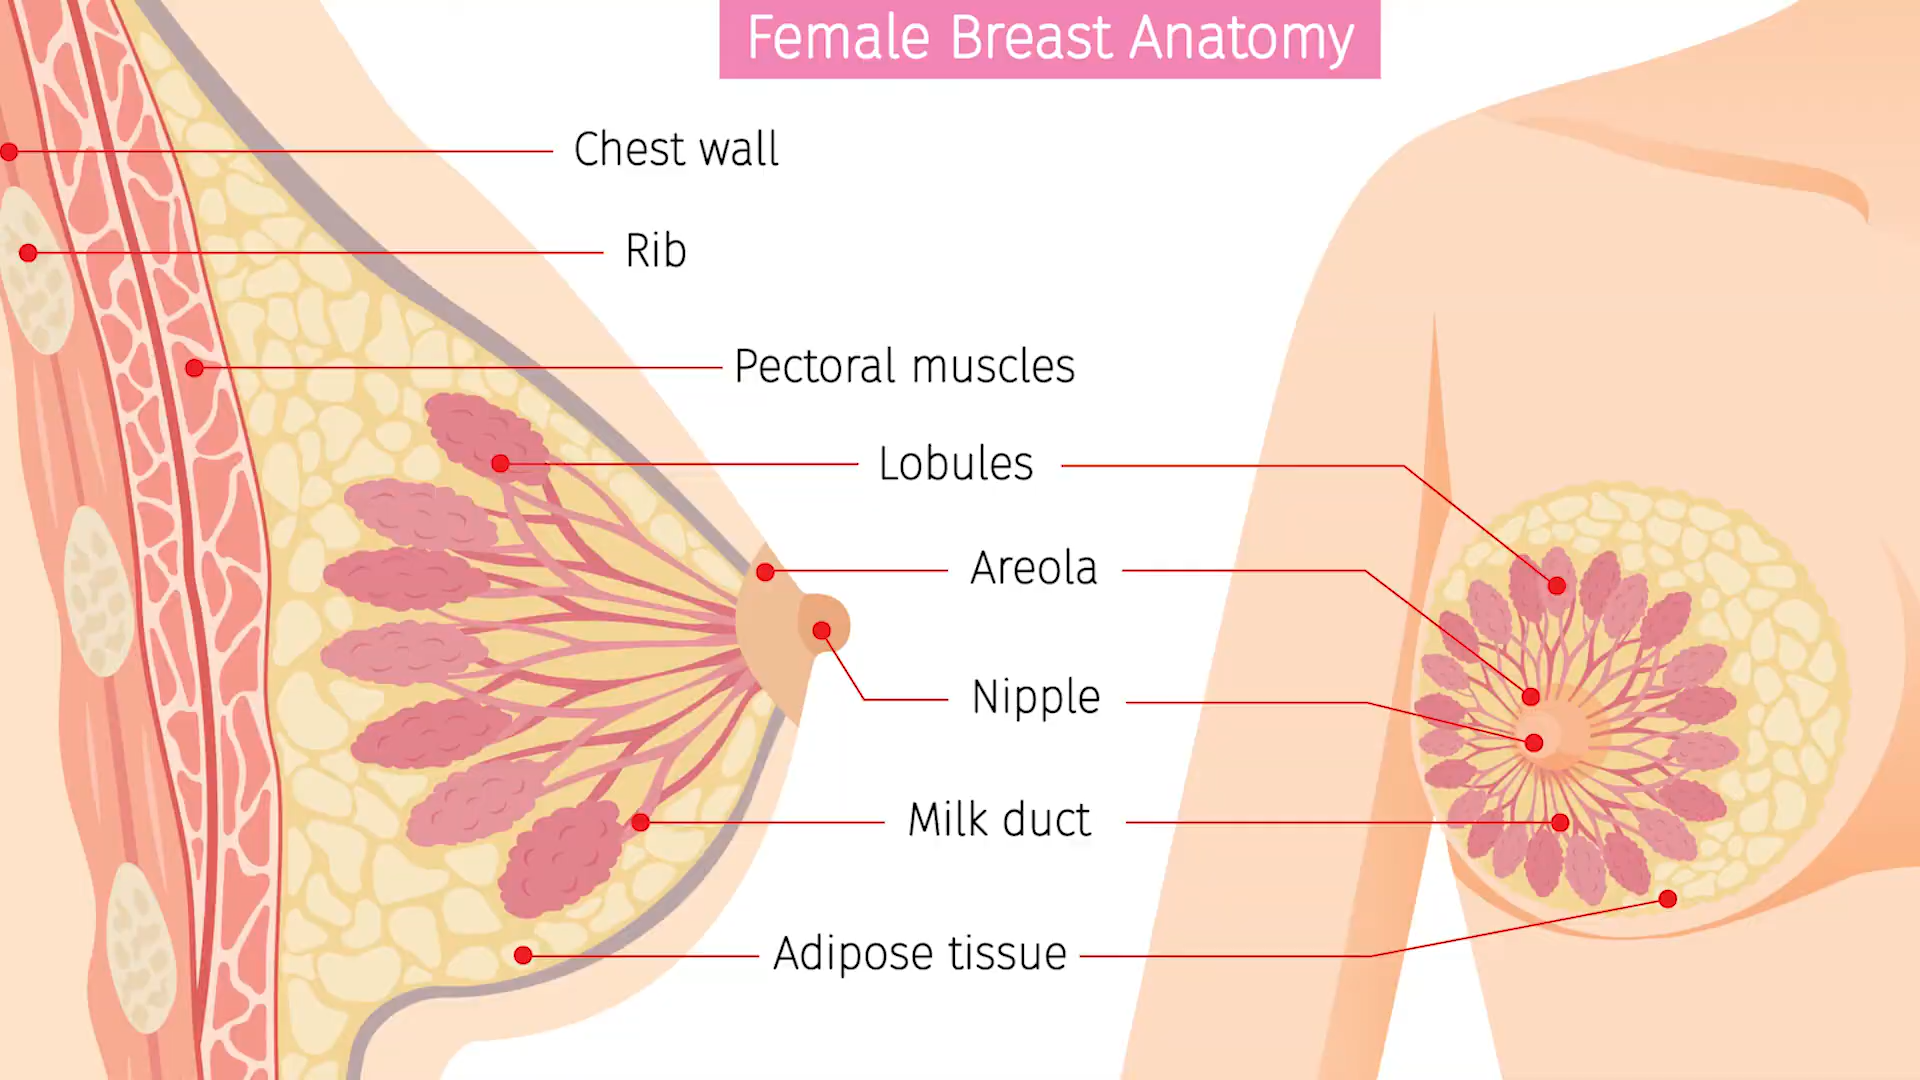 Female Breast Anatomy
Chest wall
Rib
Pectoral muscles
Lobules
Areola
Nipple
Milk duct
Adipose tissue